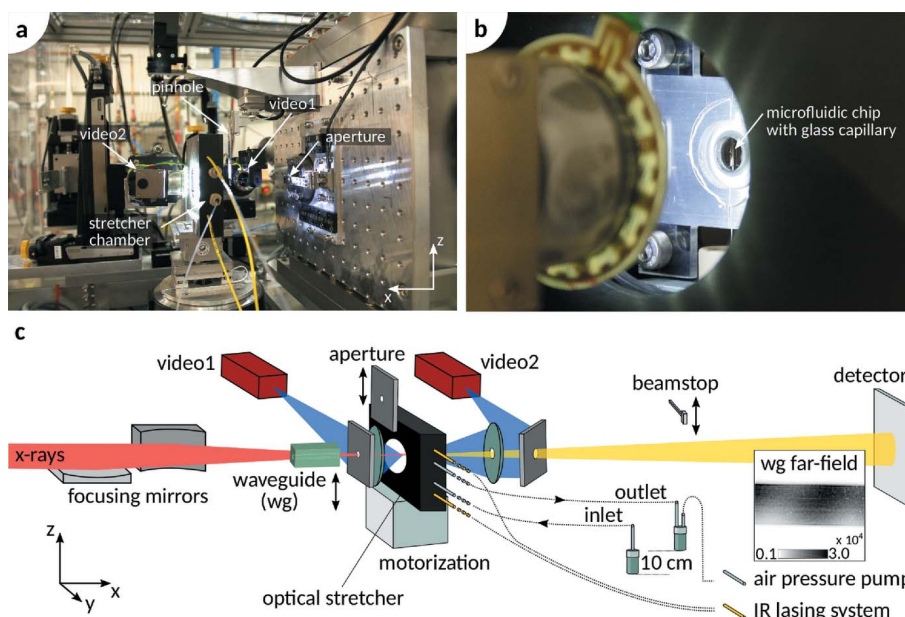 a
pinhole
video1
video2
aperture
stretcher
chamber
z
x
b
microfluidic chip
with glass capillary
c
video1
aperture
video2
beamstop
detector
x-rays
focusing mirrors
waveguide
(wg)
wg far-field
outlet
inlet
x 10⁴
0.1
3.0
motorization
10 cm
z
x
y
optical stretcher
air pressure pump
IR lasing system